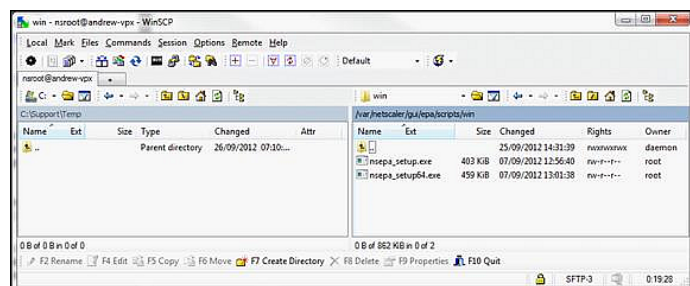 win - nsroot@andrew-vpx - WinSCP
Local Mark Files Commands Session Options Remote Help
Default
nsroot@andrew-vpx
C: win
C:\Support\Temp /var/netscaler/gui/epa/scripts/win
Name Ext Size Type Changed Attr Name Ext Size Changed Rights Owner
.. Parent directory 26/09/2012 07:10:... .. 25/09/2012 14:31:39 rwxrwxrwx daemon
nsepa_setup.exe 403 KiB 07/09/2012 12:56:40 rw-r--r-- root
nsepa_setup64.exe 459 KiB 07/09/2012 13:01:38 rw-r--r-- root
0 B of 0 B in 0 of 0 0 B of 862 KiB in 0 of 2
F2 Rename F4 Edit F5 Copy F6 Move F7 Create Directory F8 Delete F9 Properties F10 Quit
SFTP-3 0:19:28